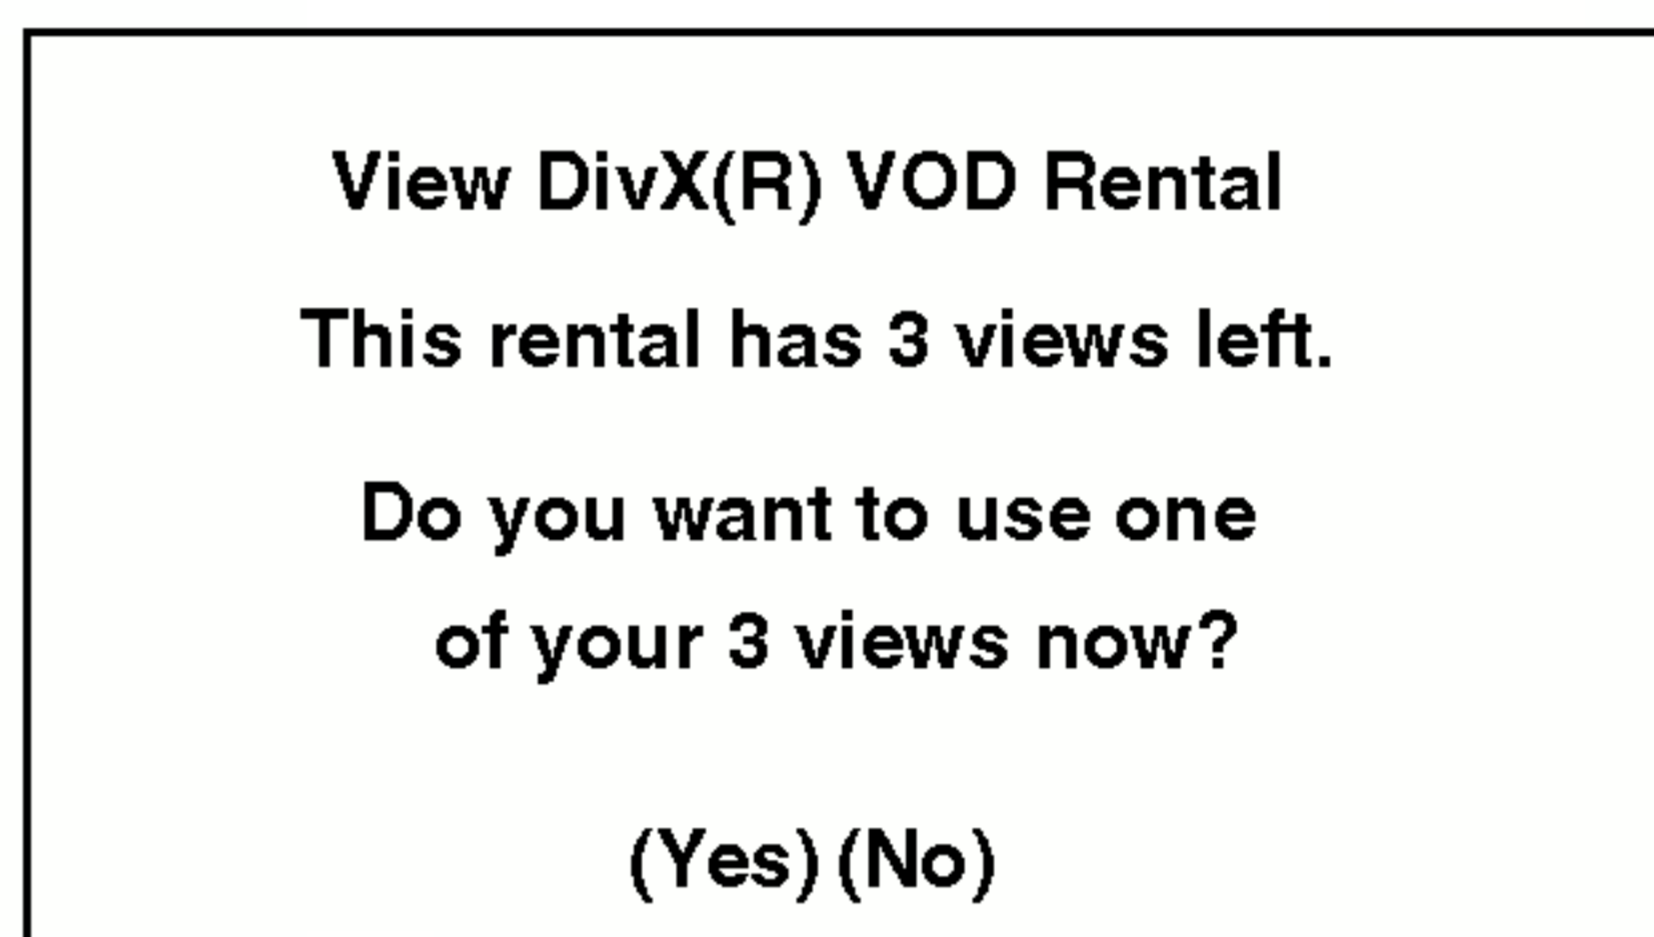 View DivX(R) VOD Rental
This rental has 3 views left.
Do you want to use one
of your 3 views now?
(Yes) (No)